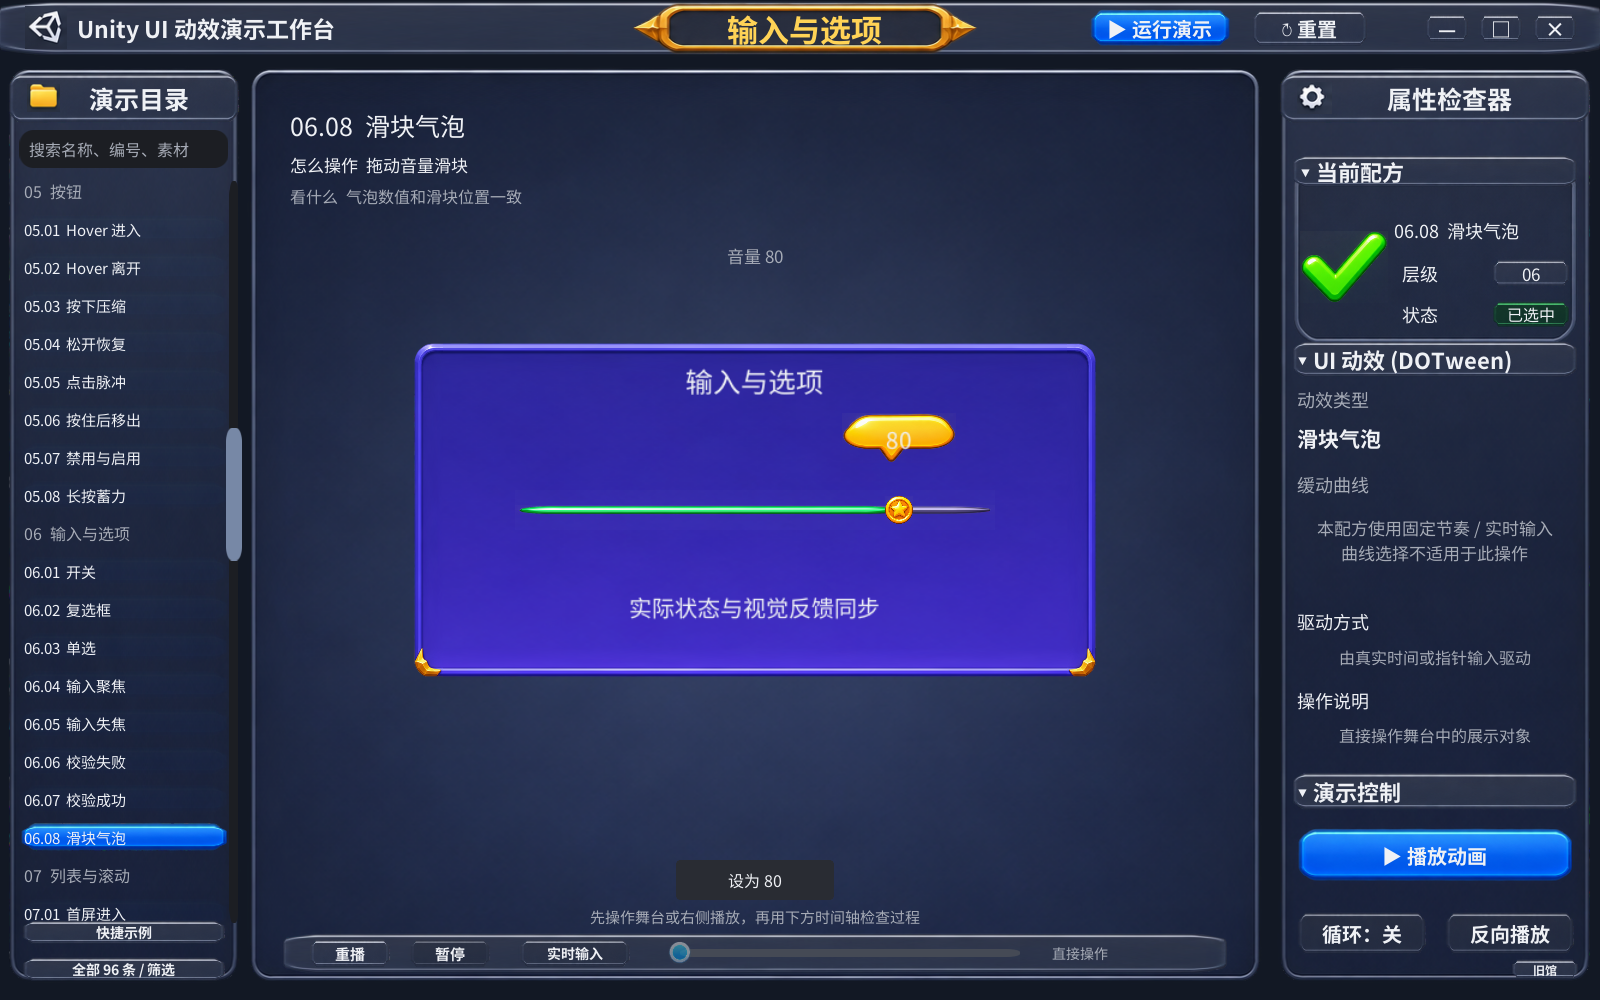 Unity UI 动效演示工作台
输入与选项
▶ 运行演示
↻ 重置
演示目录
搜索名称、编号、素材
05 按钮
05.01 Hover 进入
05.02 Hover 离开
05.03 按下压缩
05.04 松开恢复
05.05 点击脉冲
05.06 按住后移出
05.07 禁用与启用
05.08 长按蓄力
06 输入与选项
06.01 开关
06.02 复选框
06.03 单选
06.04 输入聚焦
06.05 输入失焦
06.06 校验失败
06.07 校验成功
06.08 滑块气泡
07 列表与滚动
07.01 首屏进入
快捷示例
全部 96 条 / 筛选
06.08 滑块气泡
怎么操作 拖动音量滑块
看什么 气泡数值和滑块位置一致
音量 80
输入与选项
80
实际状态与视觉反馈同步
设为 80
先操作舞台或右侧播放，再用下方时间轴检查过程
重播
暂停
实时输入
直接操作
属性检查器
▼ 当前配方
06.08 滑块气泡
层级
06
状态
已选中
▼ UI 动效 (DOTween)
动效类型
滑块气泡
缓动曲线
本配方使用固定节奏 / 实时输入
曲线选择不适用于此操作
驱动方式
由真实时间或指针输入驱动
操作说明
直接操作舞台中的展示对象
▼ 演示控制
▶ 播放动画
循环：关
反向播放
旧馆